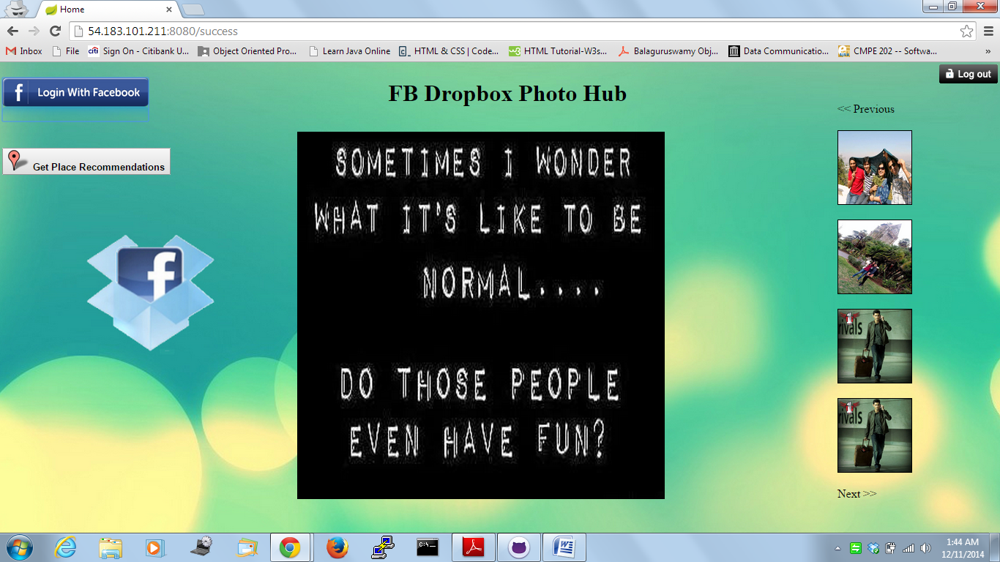 Home
54.183.101.211:8080/success
Inbox
File
Sign On - Citibank U...
Object Oriented Pro...
Learn Java Online
HTML & CSS | Code...
HTML Tutorial-W3s...
Balaguruswamy Obj...
Data Communicatio...
CMPE 202 -- Softwa...
»
Log out
Login With Facebook
FB Dropbox Photo Hub
<< Previous
Get Place Recommendations
SOMETIMES I WONDER
WHAT IT'S LIKE TO BE
NORMAL....
DO THOSE PEOPLE
EVEN HAVE FUN?
rivals
rivals
Next >>
1:44 AM
12/11/2014